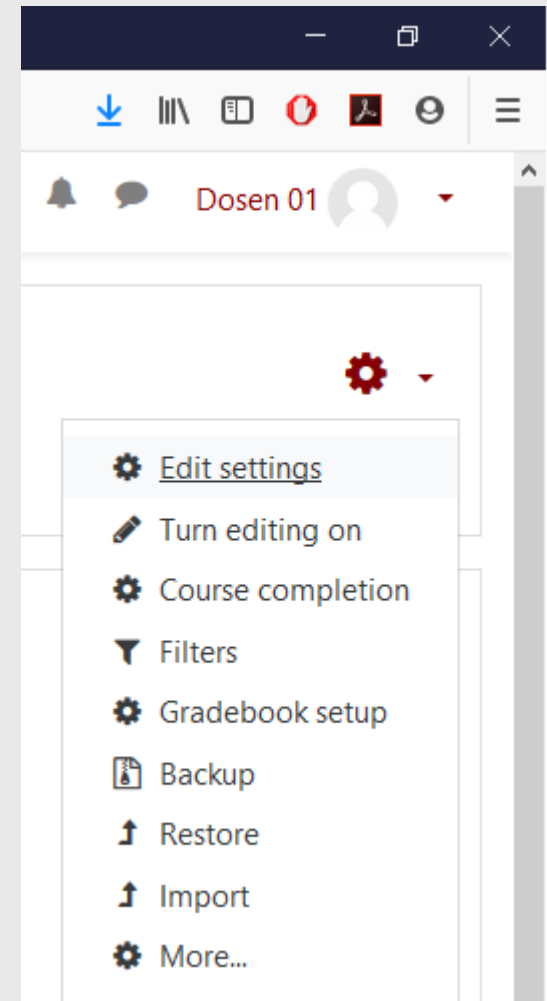 Dosen 01
Edit settings
Turn editing on
Course completion
Filters
Gradebook setup
Backup
Restore
Import
More...